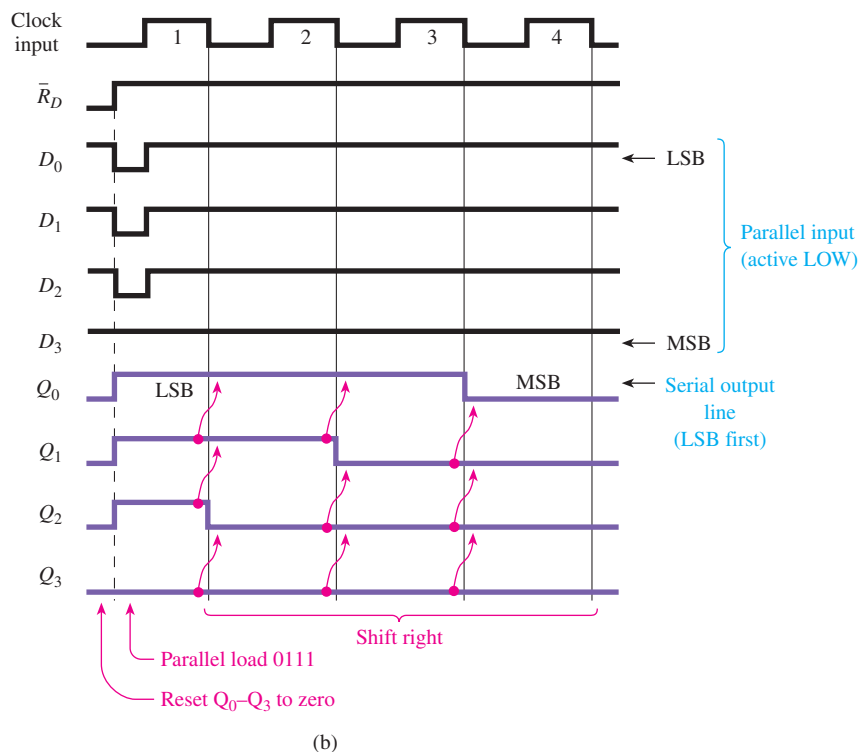 Clock
input
1 2 3 4
R̄_D
D₀
LSB
D₁
Parallel input
(active LOW)
D₂
D₃
MSB
Q₀
LSB
MSB
Serial output
line
(LSB first)
Q₁
Q₂
Q₃
Shift right
Parallel load 0111
Reset Q₀–Q₃ to zero
(b)